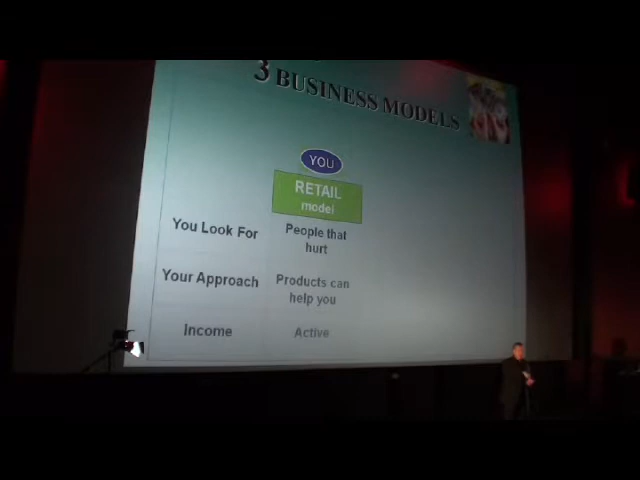 3 BUSINESS MODELS
YOU
RETAIL
model
You Look For
People that
hurt
Your Approach
Products can
help you
Income
Active